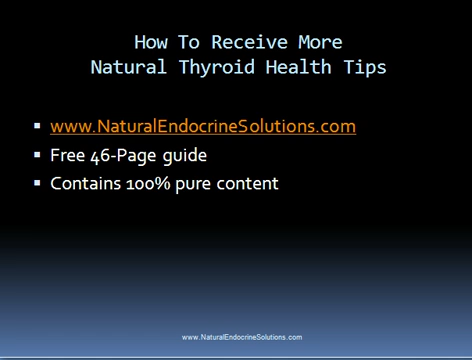 How To Receive More
Natural Thyroid Health Tips
www.NaturalEndocrineSolutions.com
Free 46-Page guide
Contains 100% pure content
www.NaturalEndocrineSolutions.com